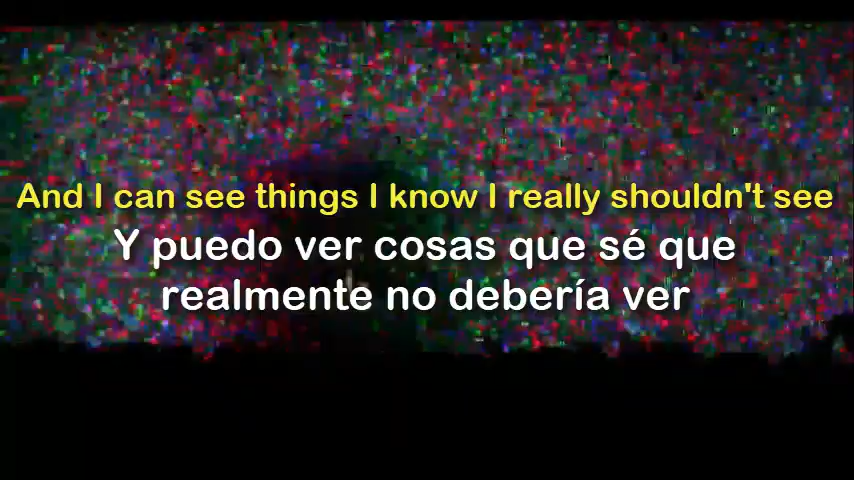 And I can see things I know I really shouldn't see
Y puedo ver cosas que sé que
realmente no debería ver